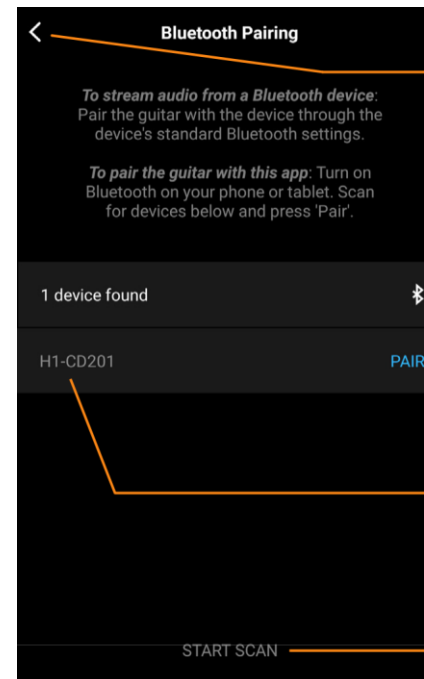 Bluetooth Pairing
To stream audio from a Bluetooth device:
Pair the guitar with the device through the
device's standard Bluetooth settings.
To pair the guitar with this app: Turn on
Bluetooth on your phone or tablet. Scan
for devices below and press 'Pair'.
1 device found
H1-CD201 PAIR
START SCAN